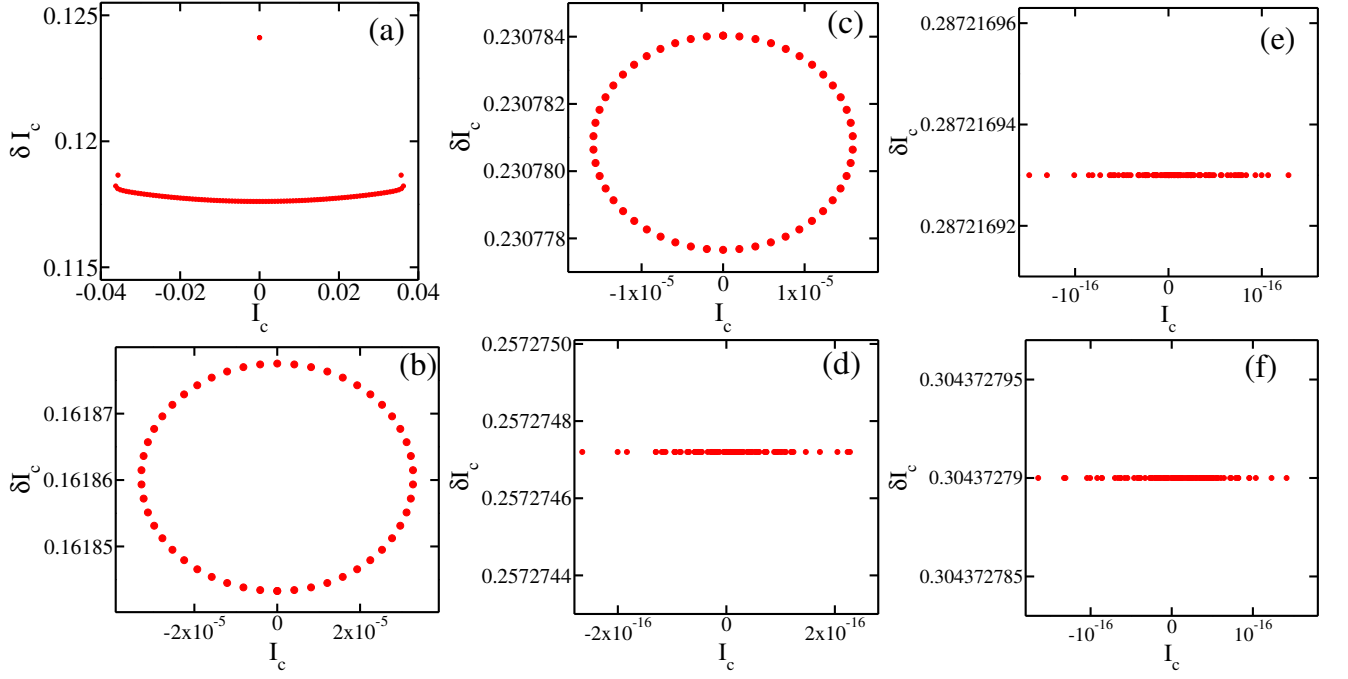 (a)
0.125
0.12
0.115
δ I_c
-0.04 -0.02 0 0.02 0.04
I_c
(b)
0.16187
0.16186
0.16185
δI_c
-2x10^-5 0 2x10^-5
I_c
(c)
0.230784
0.230782
0.230780
0.230778
δI_c
-1x10^-5 0 1x10^-5
I_c
(d)
0.2572750
0.2572748
0.2572746
0.2572744
δI_c
-2x10^-16 0 2x10^-16
I_c
(e)
0.28721696
0.28721694
0.28721692
δI_c
-10^-16 0 10^-16
I_c
(f)
0.304372795
0.30437279
0.304372785
δI_c
-10^-16 0 10^-16
I_c